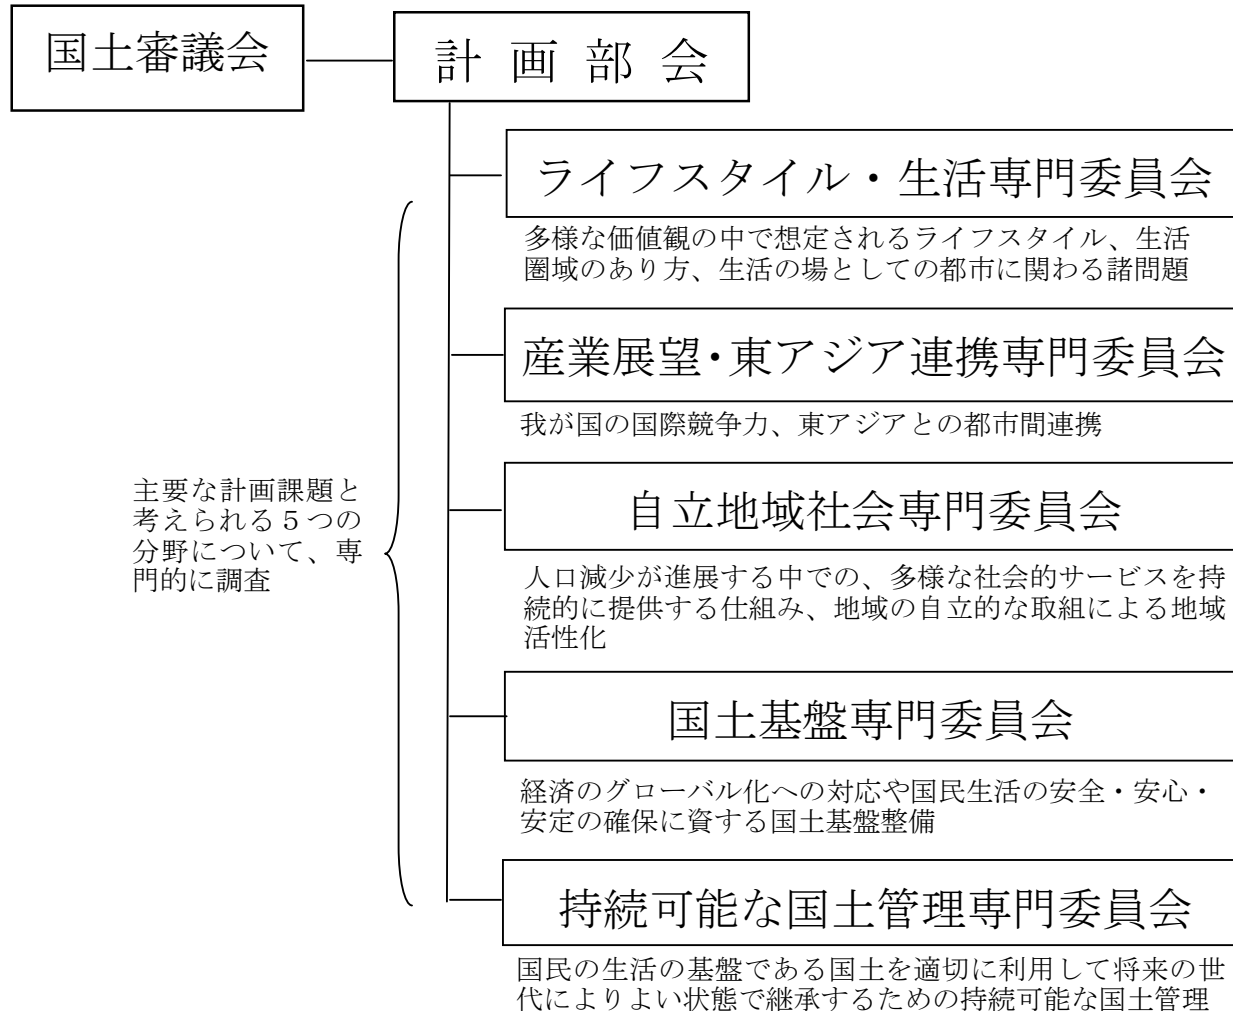 国土審議会
計画部会
ライフスタイル・生活専門委員会
多様な価値観の中で想定されるライフスタイル、生活
圏域のあり方、生活の場としての都市に関わる諸問題
産業展望・東アジア連携専門委員会
我が国の国際競争力、東アジアとの都市間連携
主要な計画課題と
考えられる５つの
分野について、専
門的に調査
自立地域社会専門委員会
人口減少が進展する中での、多様な社会的サービスを持
続的に提供する仕組み、地域の自立的な取組による地域
活性化
国土基盤専門委員会
経済のグローバル化への対応や国民生活の安全・安心・
安定の確保に資する国土基盤整備
持続可能な国土管理専門委員会
国民の生活の基盤である国土を適切に利用して将来の世
代によりよい状態で継承するための持続可能な国土管理